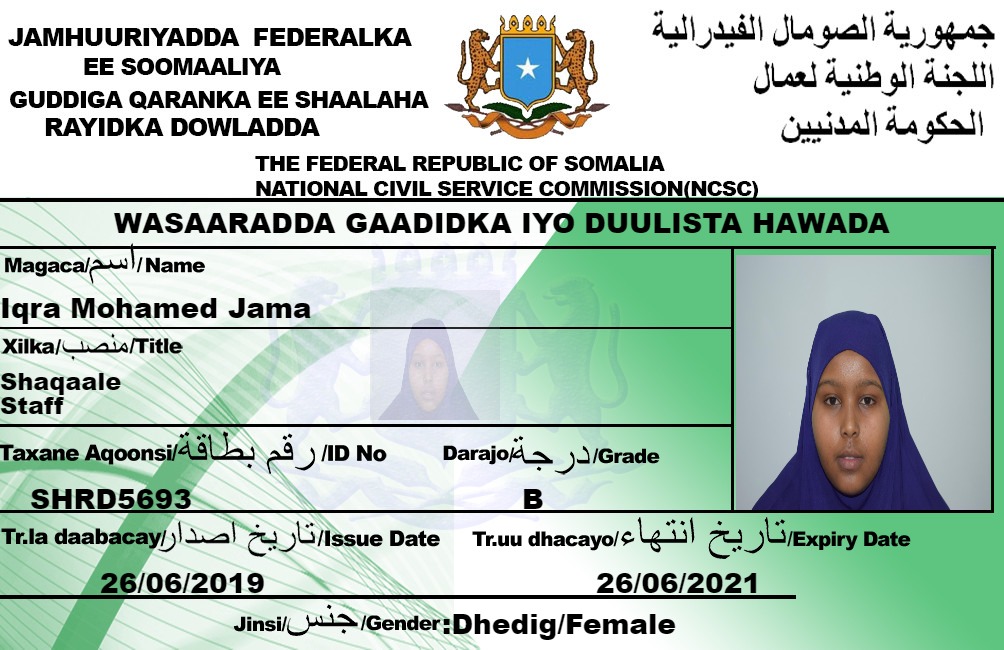 JAMHUURIYADDA FEDERALKA
EE SOOMAALIYA
GUDDIGA QARANKA EE SHAALAHA
RAYIDKA DOWLADDA
جمهورية الصومال الفيدرالية
اللجنة الوطنية لعمال
الحكومة المدنيين
THE FEDERAL REPUBLIC OF SOMALIA
NATIONAL CIVIL SERVICE COMMISSION(NCSC)
WASAARADDA GAADIDKA IYO DUULISTA HAWADA
Magaca/اسم/Name
Iqra Mohamed Jama
Xilka/منصب/Title
Shaqaale
Staff
Taxane Aqoonsi/رقم بطاقة/ID No
Darajo/درجة/Grade
SHRD5693
B
Tr.la daabacay/تاريخ اصدار/Issue Date
Tr.uu dhacayo/تاريخ انتهاء/Expiry Date
26/06/2019
26/06/2021
Jinsi/جنس/Gender:Dhedig/Female